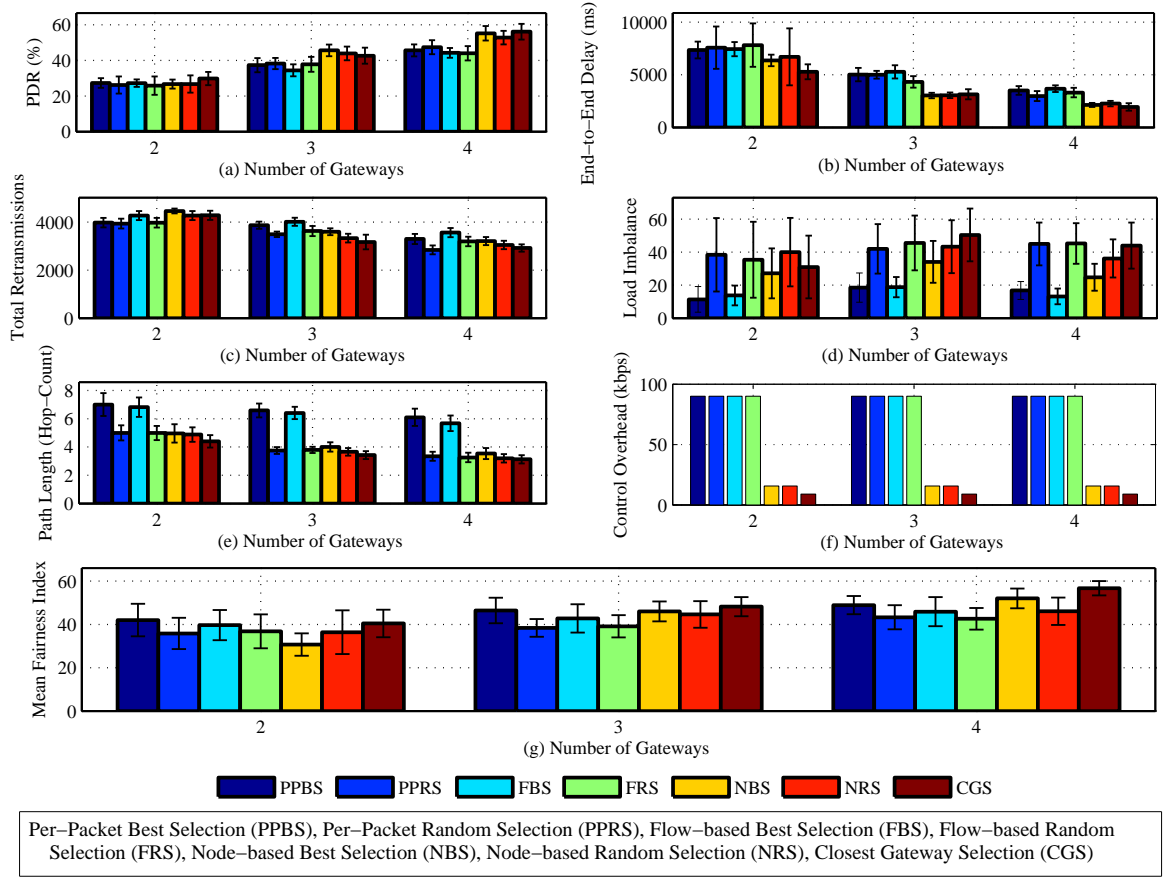 PDR (%)
60
40
20
0
2
3
4
(a) Number of Gateways
End−to−End Delay (ms)
10000
5000
0
2
3
4
(b) Number of Gateways
Total Retransmissions
4000
2000
0
2
3
4
(c) Number of Gateways
Load Imbalance
60
40
20
0
2
3
4
(d) Number of Gateways
Path Length (Hop−Count)
8
6
4
2
0
2
3
4
(e) Number of Gateways
Control Overhead (kbps)
100
50
0
2
3
4
(f) Number of Gateways
Mean Fairness Index
60
40
20
0
2
3
4
(g) Number of Gateways
PPBS PPRS FBS FRS NBS NRS CGS
Per−Packet Best Selection (PPBS), Per−Packet Random Selection (PPRS), Flow−based Best Selection (FBS), Flow−based Random
Selection (FRS), Node−based Best Selection (NBS), Node−based Random Selection (NRS), Closest Gateway Selection (CGS)